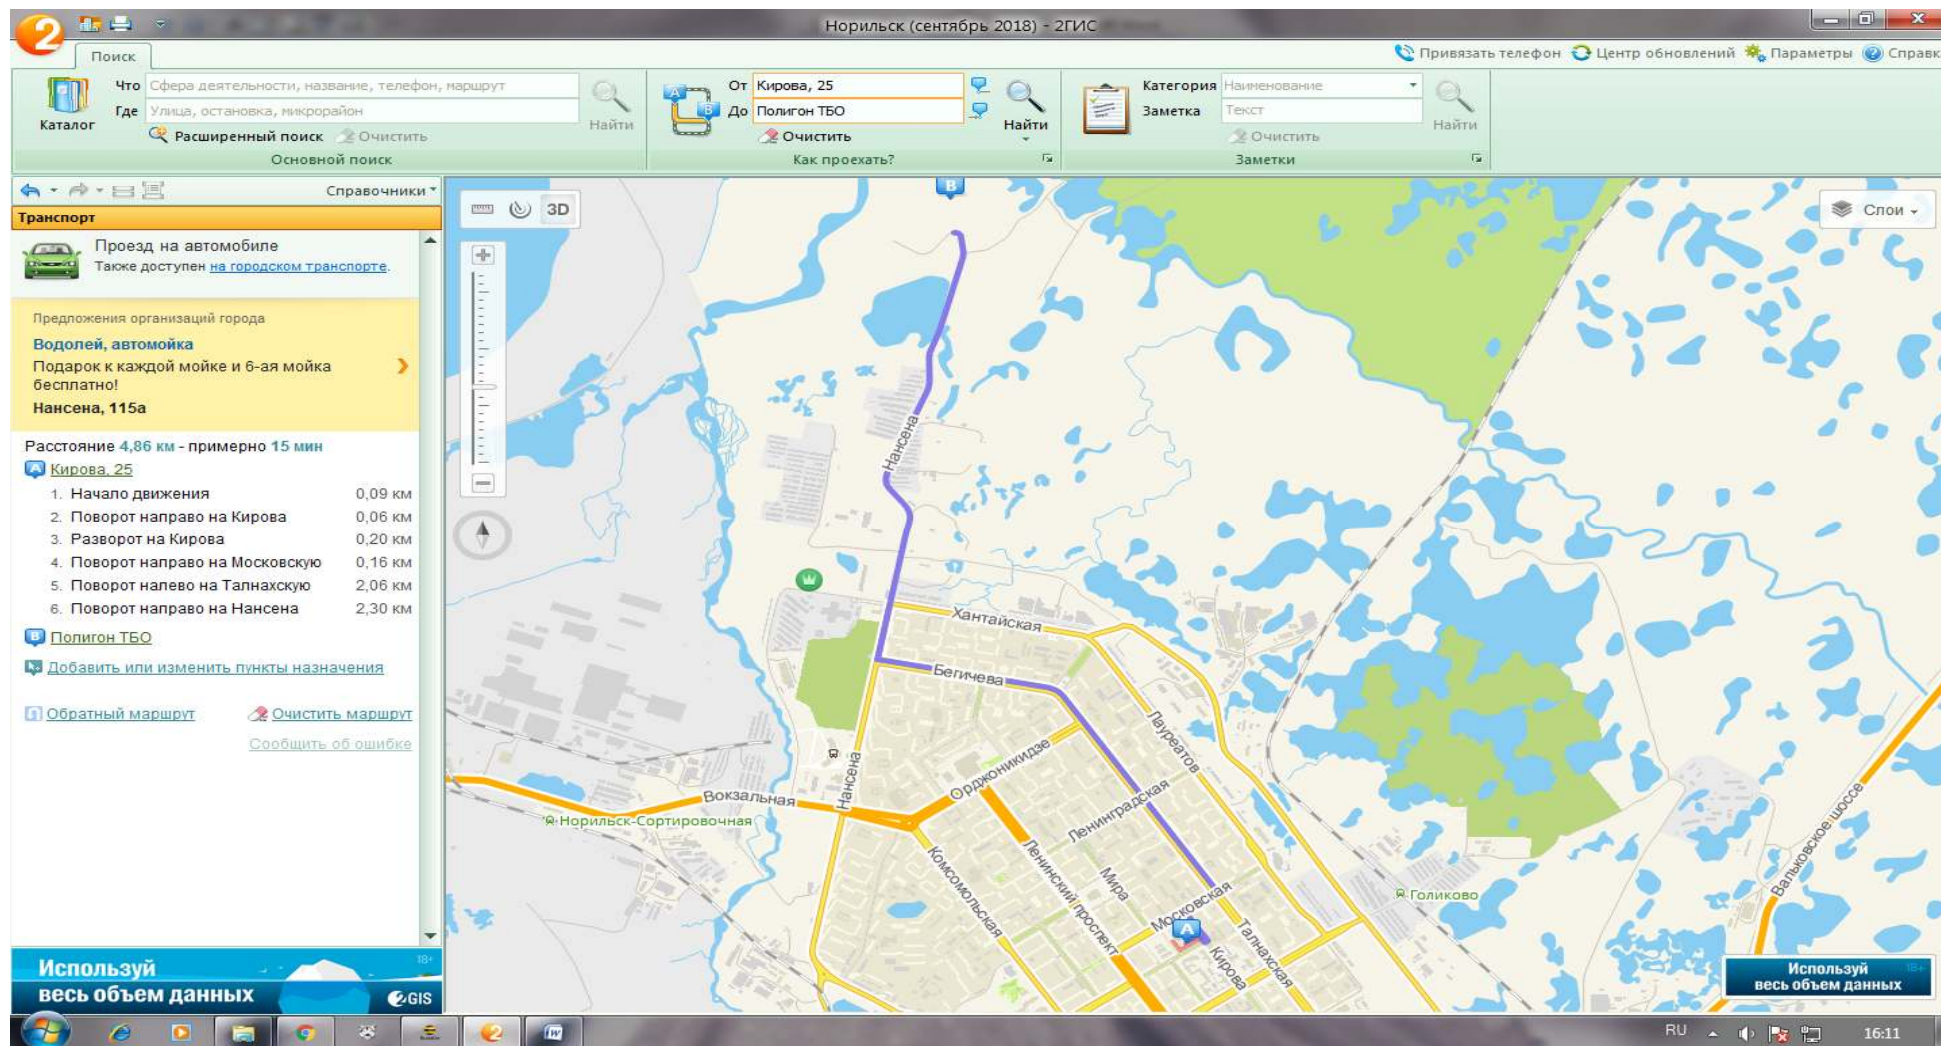 Норильск (сентябрь 2018) - 2ГИС
Поиск
Привязать телефон Центр обновлений Параметры Справк
Каталог
Что Сфера деятельности, название, телефон, маршрут
Где Улица, остановка, микрорайон
Расширенный поиск Очистить
Найти
Основной поиск
A
B
От Кирова, 25
До Полигон ТБО
Очистить
Найти
Как проехать?
Категория Наименование
Заметка Текст
Очистить
Найти
Заметки
Справочники
Транспорт
Проезд на автомобиле
Также доступен на городском транспорте.
Предложения организаций города
Водолей, автомойка
Подарок к каждой мойке и 6-ая мойка
бесплатно!
Нансена, 115а
Расстояние 4,86 км - примерно 15 мин
A Кирова, 25
1. Начало движения 0,09 км
2. Поворот направо на Кирова 0,06 км
3. Разворот на Кирова 0,20 км
4. Поворот направо на Московскую 0,16 км
5. Поворот налево на Талнахскую 2,06 км
6. Поворот направо на Нансена 2,30 км
B Полигон ТБО
Добавить или изменить пункты назначения
Обратный маршрут Очистить маршрут
Сообщить об ошибке
Используй 18+
весь объем данных 2GIS
3D
Слои
B
Нансена
Хантайская
Бегичева
Лауреатов
Орджоникидзе
Нансена
Вокзальная
Норильск-Сортировочная
Ленинградская
Комсомольская
Ленинский проспект
Мира
Московская
A
Талнахская
Кирова
Голиково
Вальковское шоссе
Используй 18+
весь объем данных
RU 16:11